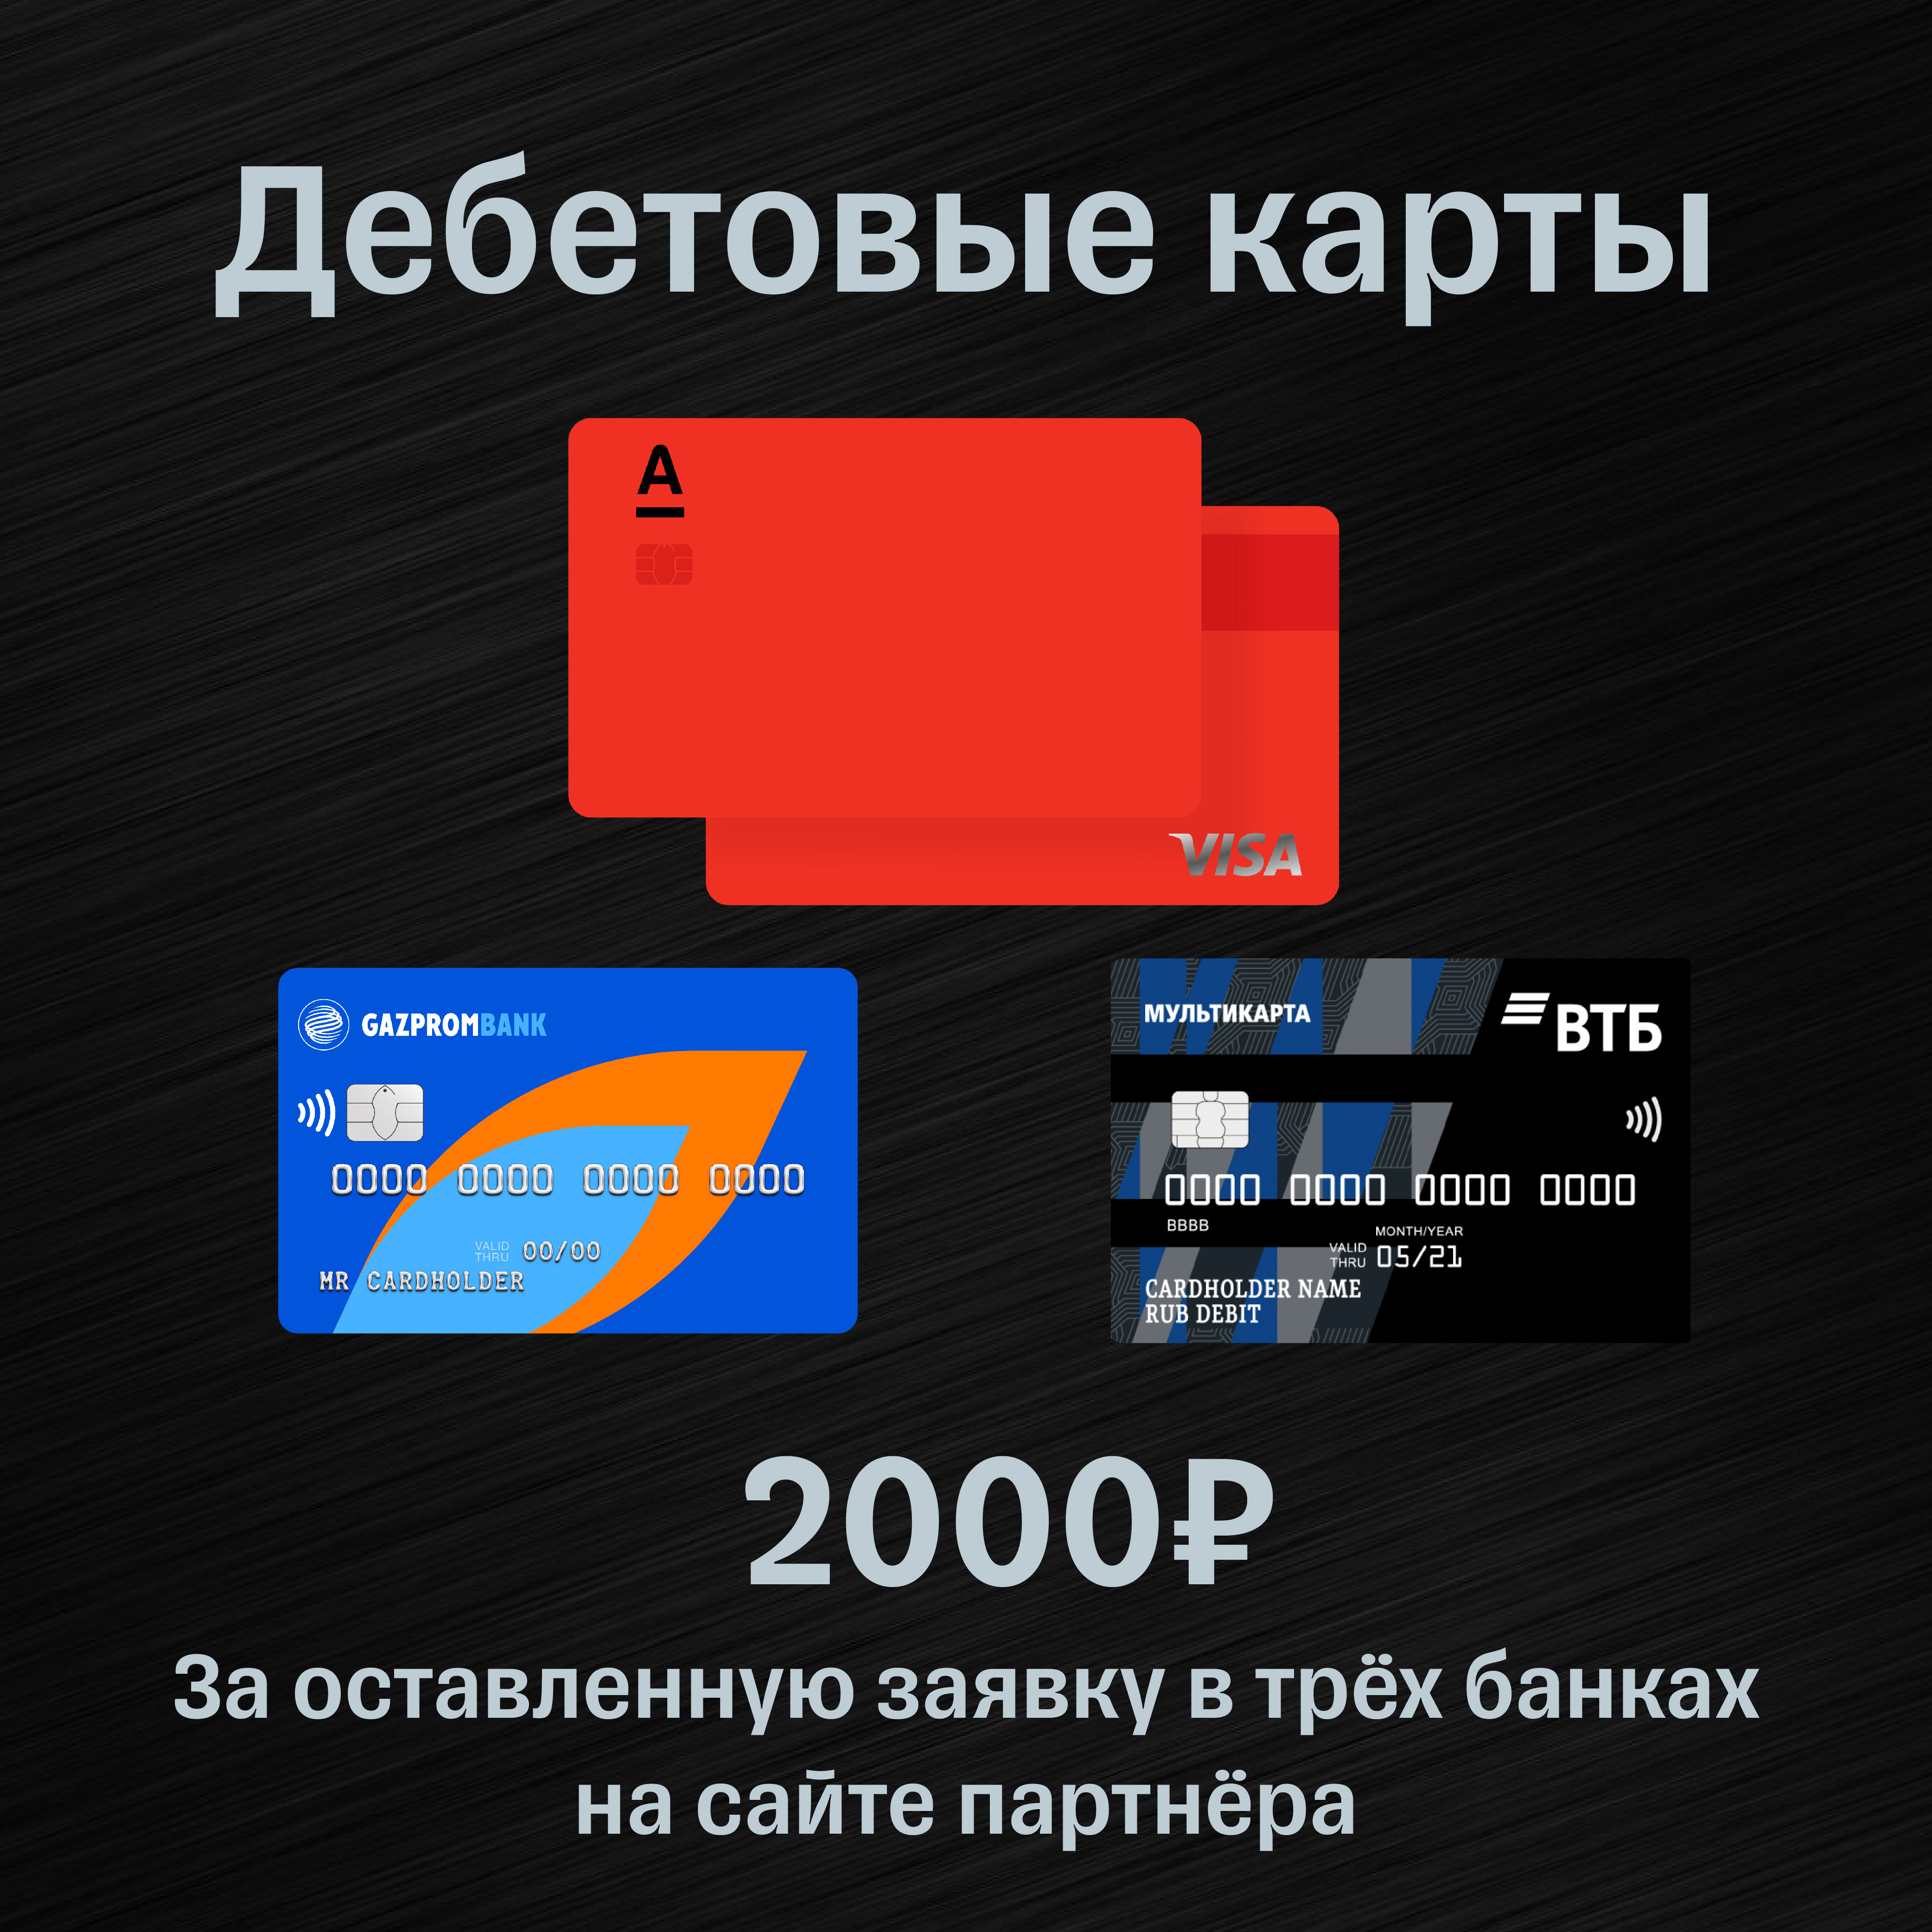 Дебетовые карты
А
VISA
GAZPROMBANK
0000 0000 0000 0000
VALID
THRU
00/00
MR CARDHOLDER
МУЛЬТИКАРТА
ВТБ
0000 0000 0000 0000
BBBB
MONTH/YEAR
VALID
THRU
05/21
CARDHOLDER NAME
RUB DEBIT
2000₽
За оставленную заявку в трёх банках
на сайте партнёра